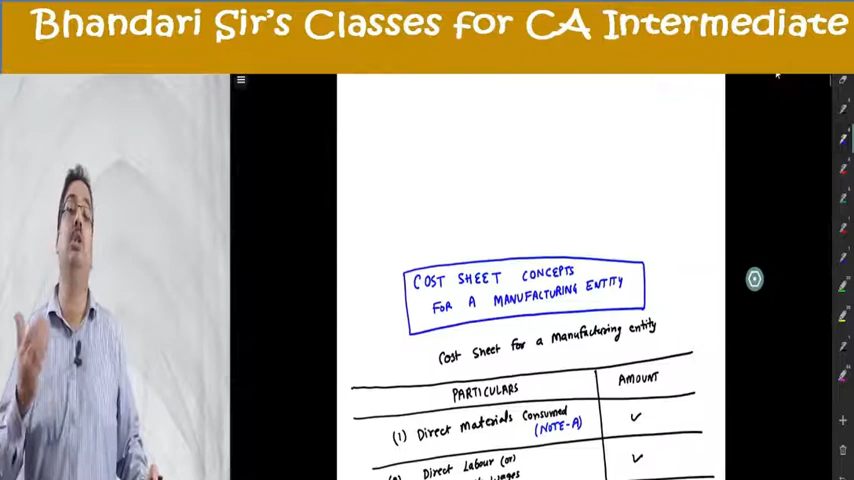 Bhandari Sir's Classes for CA Intermediate
COST SHEET CONCEPTS
FOR A MANUFACTURING ENTITY
Cost Sheet for a Manufacturing entity
PARTICULARS AMOUNT
(1) Direct Materials Consumed ✓
(NOTE-A)
Direct Labour (or) ✓
wages